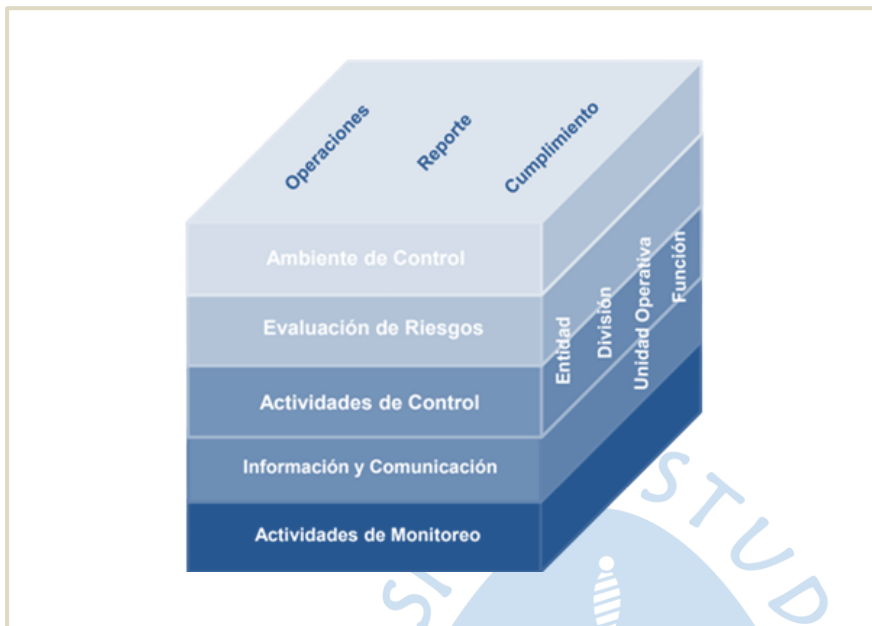 Operaciones
Reporte
Cumplimiento
Ambiente de Control
Evaluación de Riesgos
Actividades de Control
Información y Comunicación
Actividades de Monitoreo
Entidad
División
Unidad Operativa
Función
STUD